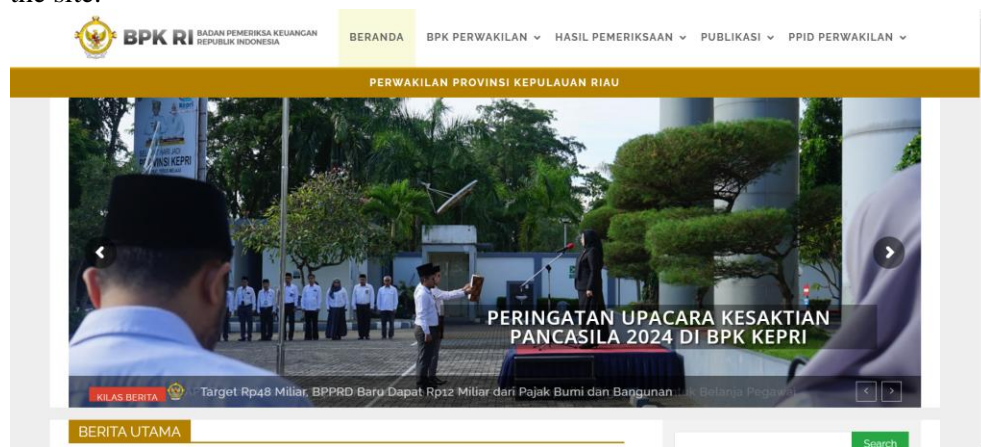 the site.
BPK RI BADAN PEMERIKSA KEUANGAN
REPUBLIK INDONESIA
BERANDA BPK PERWAKILAN HASIL PEMERIKSAAN PUBLIKASI PPID PERWAKILAN
PERWAKILAN PROVINSI KEPULAUAN RIAU
PROVINSI KEPRI
PERINGATAN UPACARA KESAKTIAN
PANCASILA 2024 DI BPK KEPRI
KILAS BERITA Target Rp48 Miliar, BPPRD Baru Dapat Rp12 Miliar dari Pajak Bumi dan Bangunan
BERITA UTAMA
Search